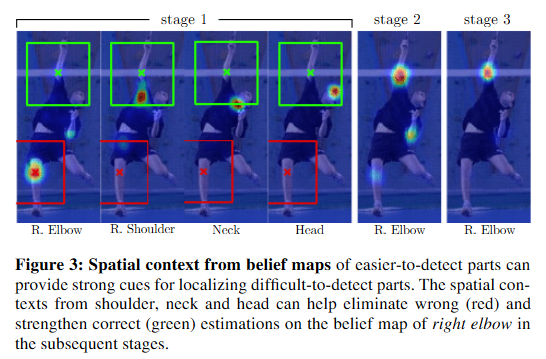 stage 1 stage 2 stage 3
R. Elbow R. Shoulder Neck Head R. Elbow R. Elbow
Figure 3: Spatial context from belief maps of easier-to-detect parts can
provide strong cues for localizing difficult-to-detect parts. The spatial con-
texts from shoulder, neck and head can help eliminate wrong (red) and
strengthen correct (green) estimations on the belief map of right elbow in
the subsequent stages.